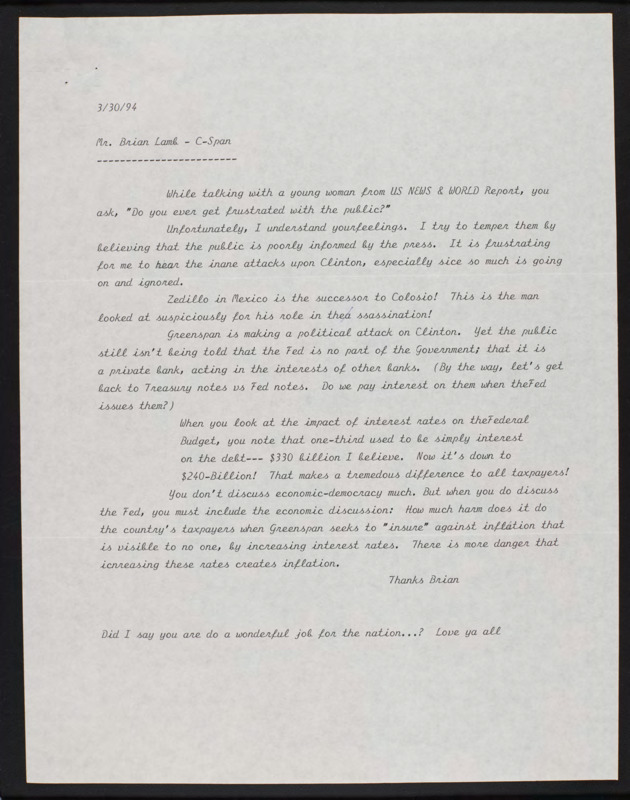 3/30/94
Mr. Brian Lamb - C-Span
-------------------------
While talking with a young woman from US NEWS & WORLD Report, you
ask, "Do you ever get frustrated with the public?"
Unfortunately, I understand yourfeelings. I try to temper them by
believing that the public is poorly informed by the press. It is frustrating
for me to hear the inane attacks upon Clinton, especially sice so much is going
on and ignored.
Zedillo in Mexico is the successor to Colosio! This is the man
looked at suspiciously for his role in thea ssassination!
Greenspan is making a political attack on Clinton. Yet the public
still isn't being told that the Fed is no part of the Government; that it is
a private bank, acting in the interests of other banks. (By the way, let's get
back to Treasury notes vs Fed notes. Do we pay interest on them when theFed
issues them?)
When you look at the impact of interest rates on theFederal
Budget, you note that one-third used to be simply interest
on the debt--- $330 billion I believe. Now it's down to
$240-Billion! That makes a tremedous difference to all taxpayers!
You don't discuss economic-democracy much. But when you do discuss
the Fed, you must include the economic discussion: How much harm does it do
the country's taxpayers when Greenspan seeks to "insure" against inflation that
is visible to no one, by increasing interest rates. There is more danger that
icnreasing these rates creates inflation.
Thanks Brian
Did I say you are do a wonderful job for the nation...? Love ya all